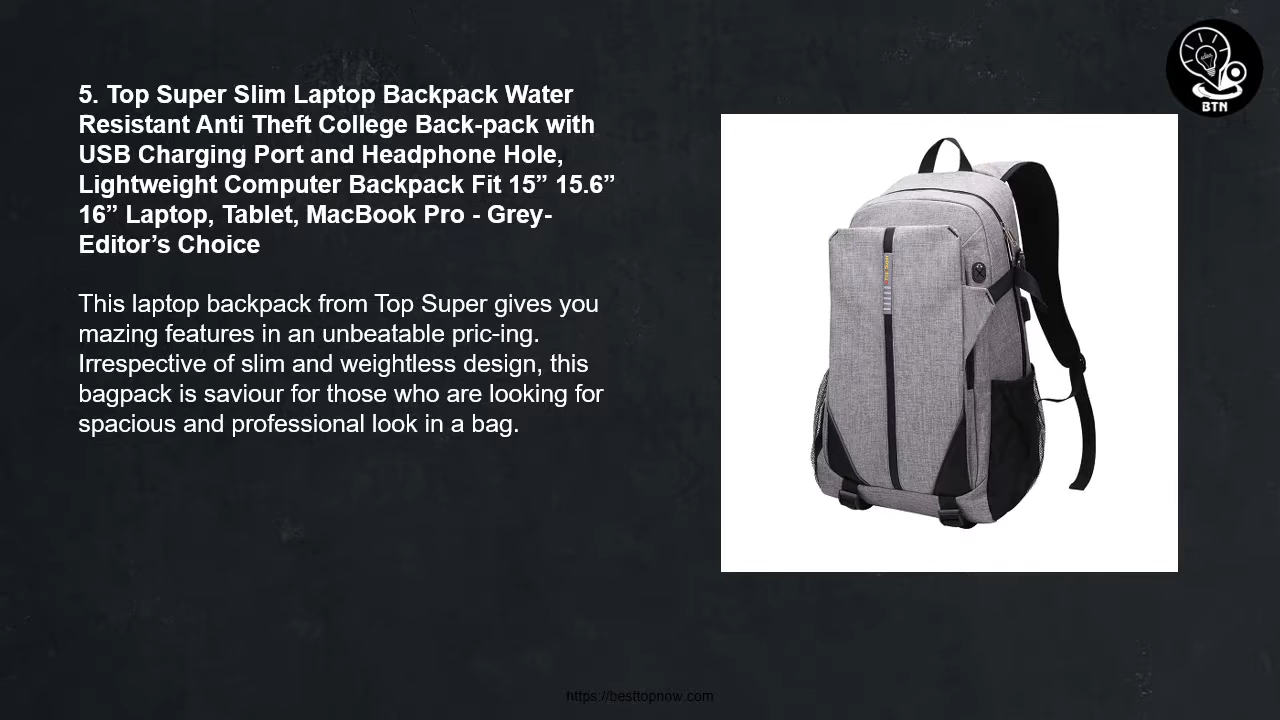 5. Top Super Slim Laptop Backpack Water
Resistant Anti Theft College Back-pack with
USB Charging Port and Headphone Hole,
Lightweight Computer Backpack Fit 15” 15.6”
16” Laptop, Tablet, MacBook Pro - Grey-
Editor’s Choice
This laptop backpack from Top Super gives you
mazing features in an unbeatable pric-ing.
Irrespective of slim and weightless design, this
bagpack is saviour for those who are looking for
spacious and professional look in a bag.
BTN
Top Super
https://besttopnow.com